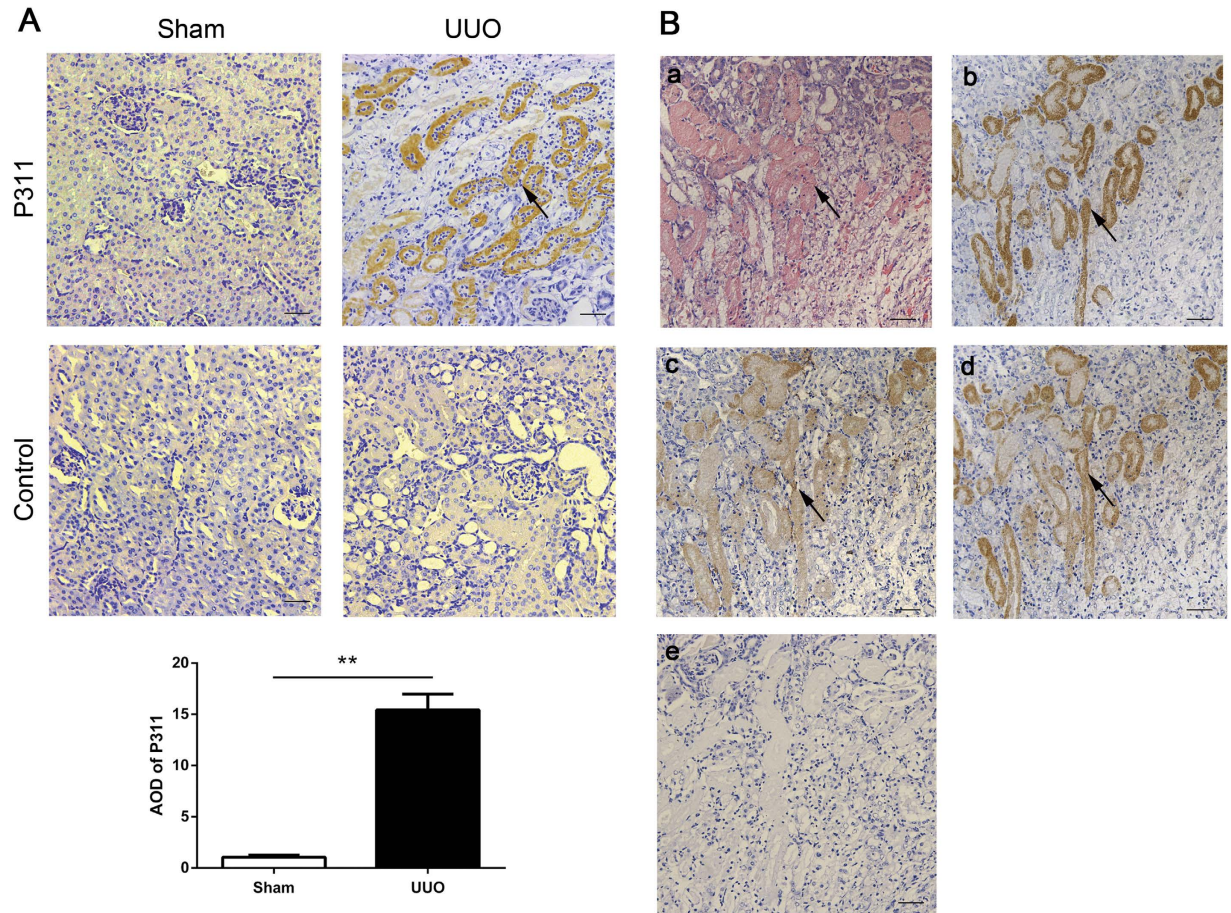 A
Sham
UUO
B
P311
Control
a
b
c
d
e
**
AOD of P311
20
15
10
5
0
Sham
UUO